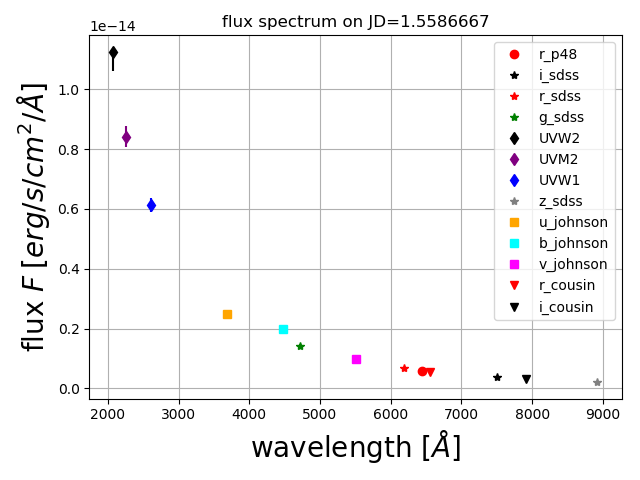 flux spectrum on JD=1.5586667
1e−14
1.0
0.8
0.6
0.4
0.2
0.0
flux F [erg/s/cm²/Å]
2000 3000 4000 5000 6000 7000 8000 9000
wavelength [Å]
r_p48
i_sdss
r_sdss
g_sdss
UVW2
UVM2
UVW1
z_sdss
u_johnson
b_johnson
v_johnson
r_cousin
i_cousin